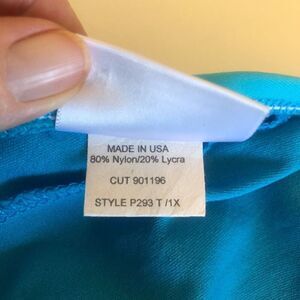 MADE IN USA
80% Nylon/20% Lycra
CUT 901196
STYLE P293 T /1X